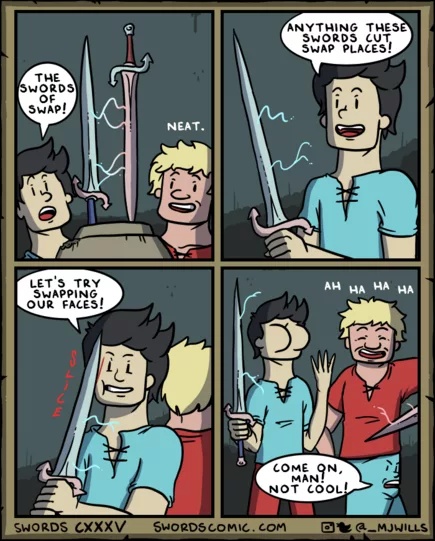 THE
SWORDS
OF
SWAP!
NEAT.
ANYTHING THESE
SWORDS CUT,
SWAP PLACES!
LET'S TRY
SWAPPING
OUR FACES!
SLICE
AH HA HA HA
COME ON,
MAN!
NOT COOL!
SWORDS CXXXV SWORDSCOMIC.COM @_MJWILLS